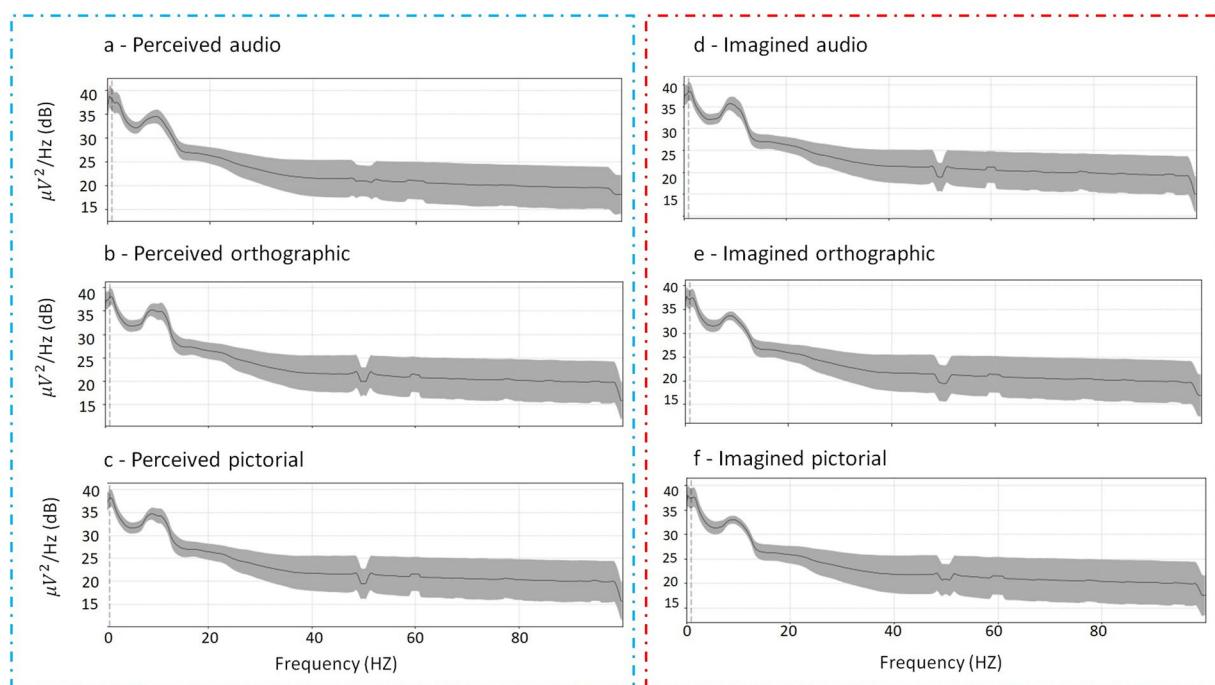 a - Perceived audio
40
35
30
25
20
15
μV²/Hz (dB)
b - Perceived orthographic
40
35
30
25
20
15
μV²/Hz (dB)
c - Perceived pictorial
40
35
30
25
20
15
μV²/Hz (dB)
0 20 40 60 80
Frequency (HZ)
d - Imagined audio
40
35
30
25
20
15
e - Imagined orthographic
40
35
30
25
20
15
f - Imagined pictorial
40
35
30
25
20
15
0 20 40 60 80
Frequency (HZ)